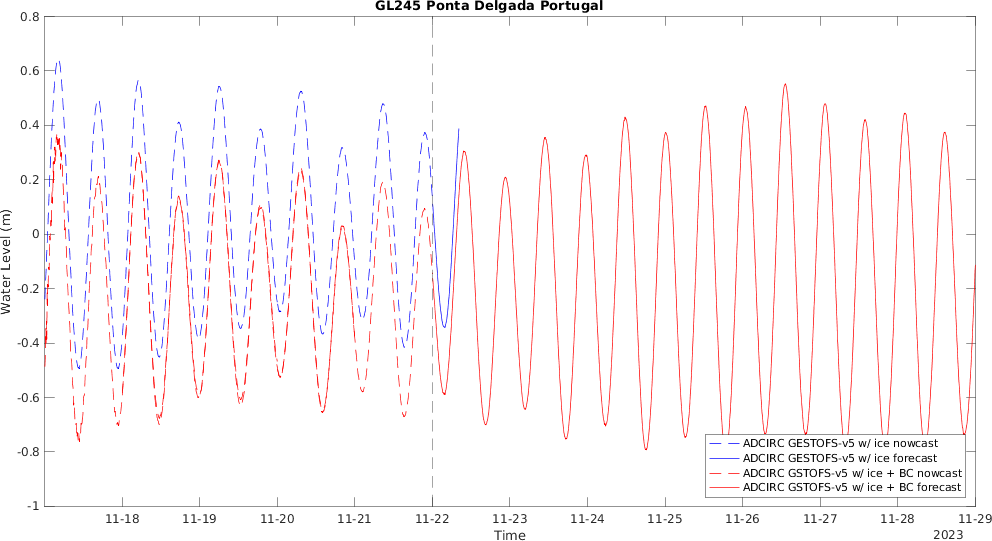 GL245 Ponta Delgada Portugal
0.8
0.6
0.4
0.2
0
-0.2
-0.4
-0.6
-0.8
-1
Water Level (m)
ADCIRC GESTOFS-v5 w/ ice nowcast
ADCIRC GESTOFS-v5 w/ ice forecast
ADCIRC GSTOFS-v5 w/ ice + BC nowcast
ADCIRC GSTOFS-v5 w/ ice + BC forecast
11-18 11-19 11-20 11-21 11-22 11-23 11-24 11-25 11-26 11-27 11-28 11-29
Time
2023